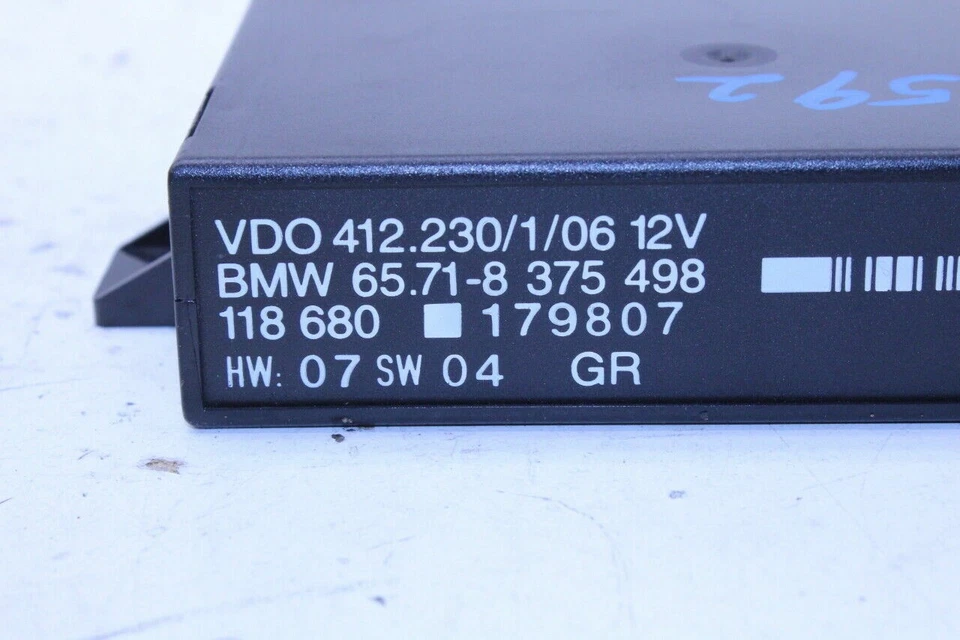 592
VDO 412.230/1/06 12V
BMW 65.71-8 375 498
118 680 179807
HW: 07 SW 04 GR